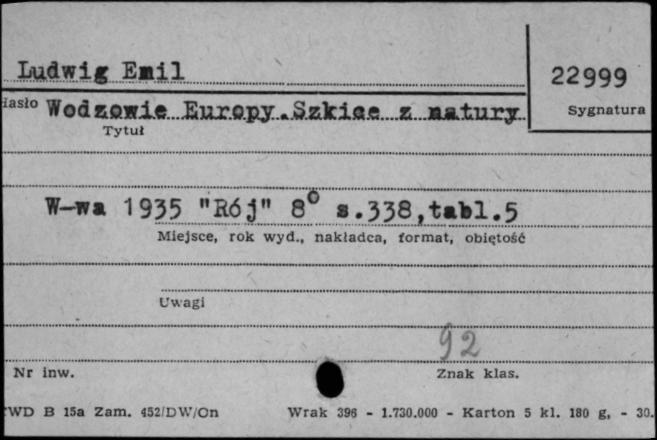 Ludwig Emil
22999
Hasło Wodzowie Europy.Szkice z natury
Sygnatura
Tytuł
W-wa 1935 "Rój" 8° s.338,tabl.5
Miejsce, rok wyd., nakładca, format, objętość
Uwagi
92
Nr inw.
Znak klas.
WD B 15a Zam. 452/DW/On Wrak 396 - 1.730.000 - Karton 5 kl. 180 g, - 30.